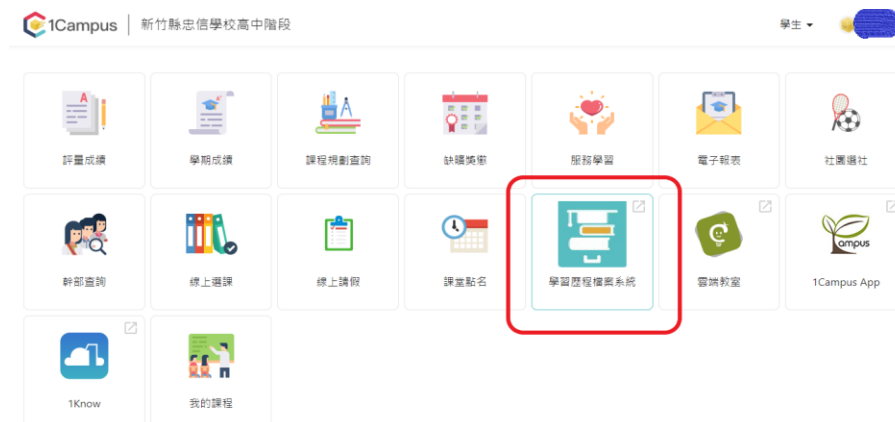 1Campus 新竹縣忠信學校高中階段 學生
評量成績 學期成績 課程規劃查詢 缺曠獎懲 服務學習 電子報表 社團選社
幹部查詢 線上選課 線上請假 課堂點名 學習歷程檔案系統 雲端教室 1Campus App
1Know 我的課程